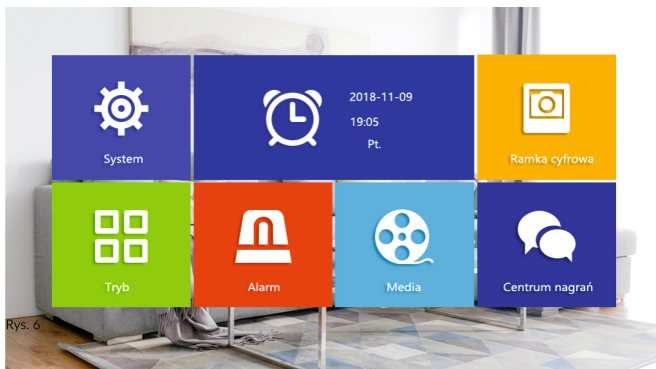 2018-11-09
19:05
Pt.
System
Ramka cyfrowa
Tryb
Alarm
Media
Centrum nagrań
Rys. 6